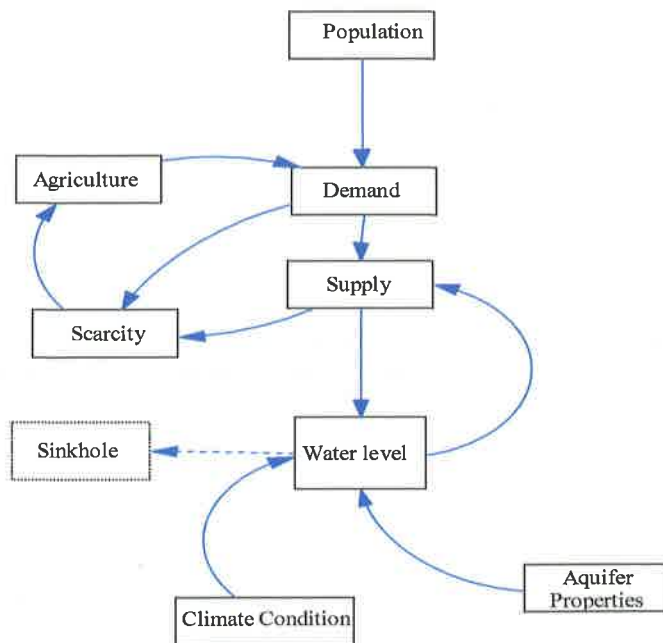 Population
Agriculture
Demand
Supply
Scarcity
Sinkhole
Water level
Aquifer
Properties
Climate Condition